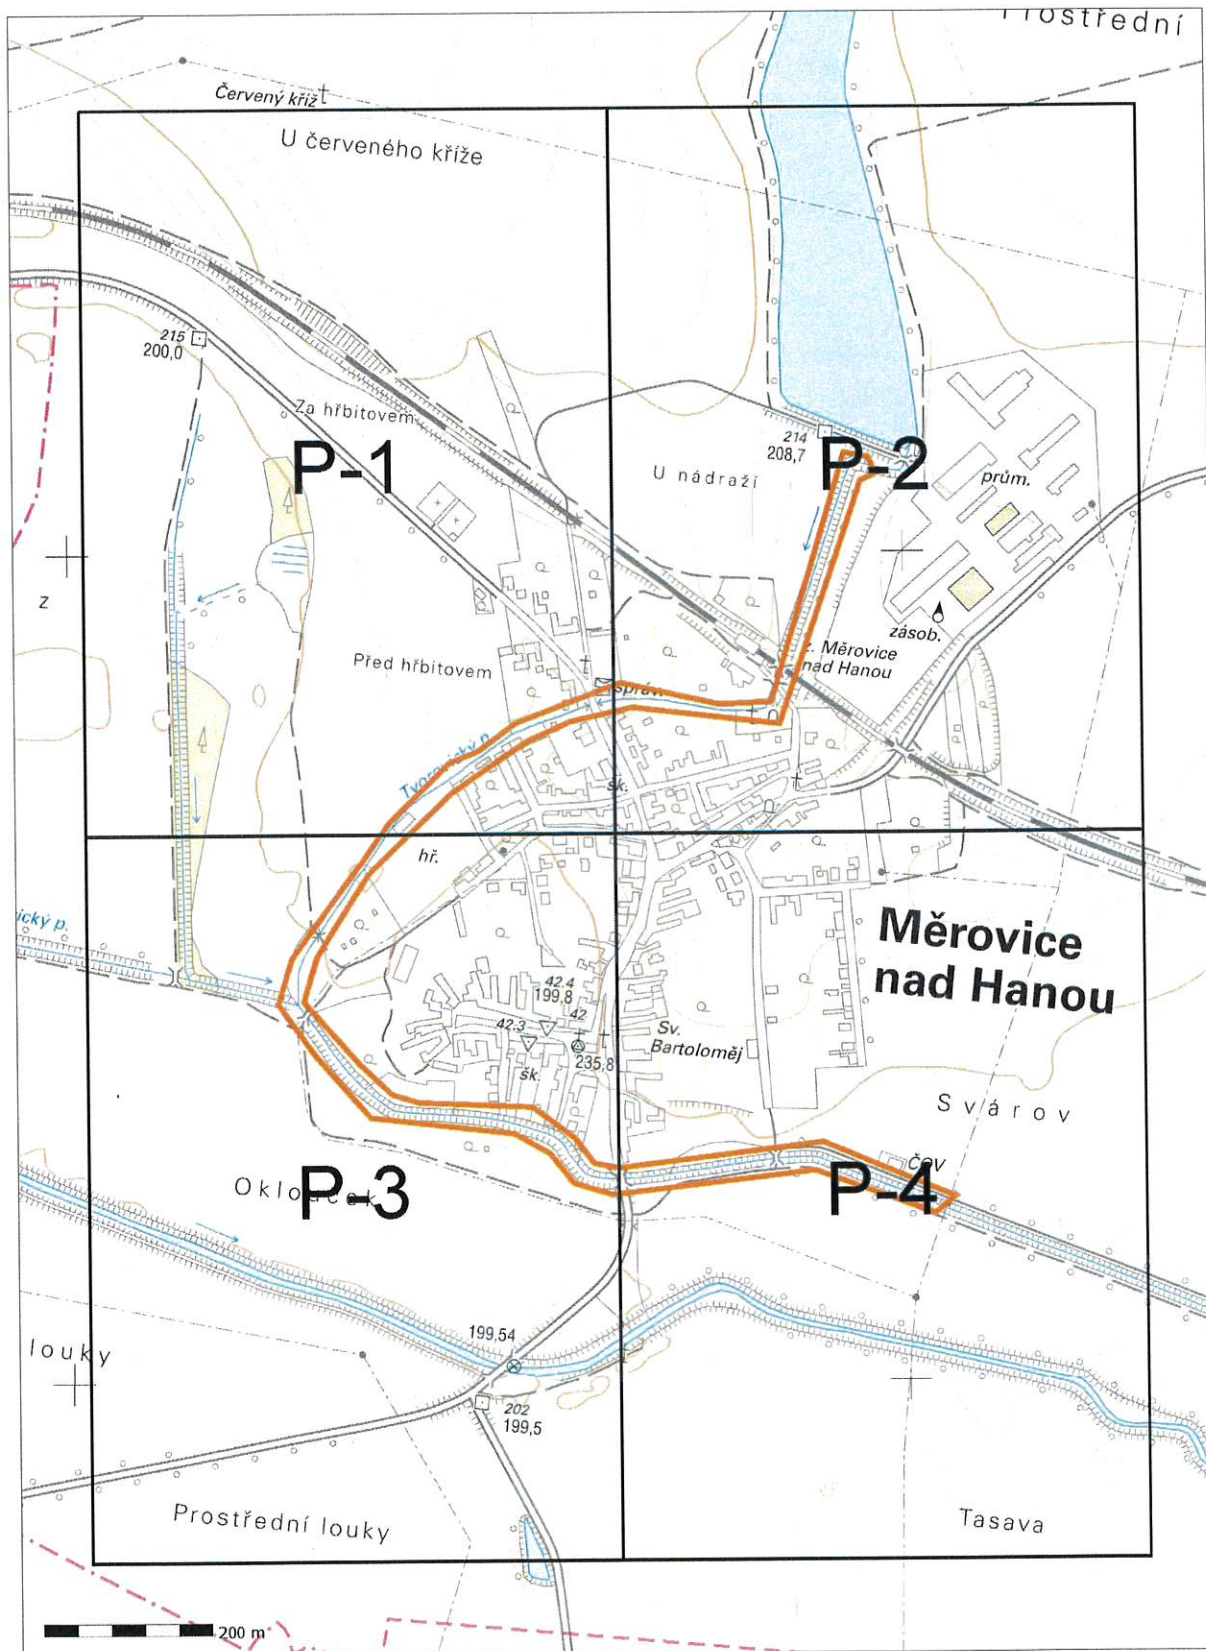 Prostřední
Červený kříž
U červeného kříže
215
200,0
Za hřbitovem
P-1
214
208,7
P-2
U nádraží
prům.
z
zásob.
z. Měrovice
nad Hanou
Před hřbitovem
správ.
Tvorovický p.
šk.
hř.
ický p.
Měrovice
nad Hanou
42.4
199,8
42
42.3
Sv.
Bartoloměj
235,8
šk.
Svárov
ČOV
P-3
P-4
199,54
louky
202
199,5
Prostřední louky
Tasava
200 m